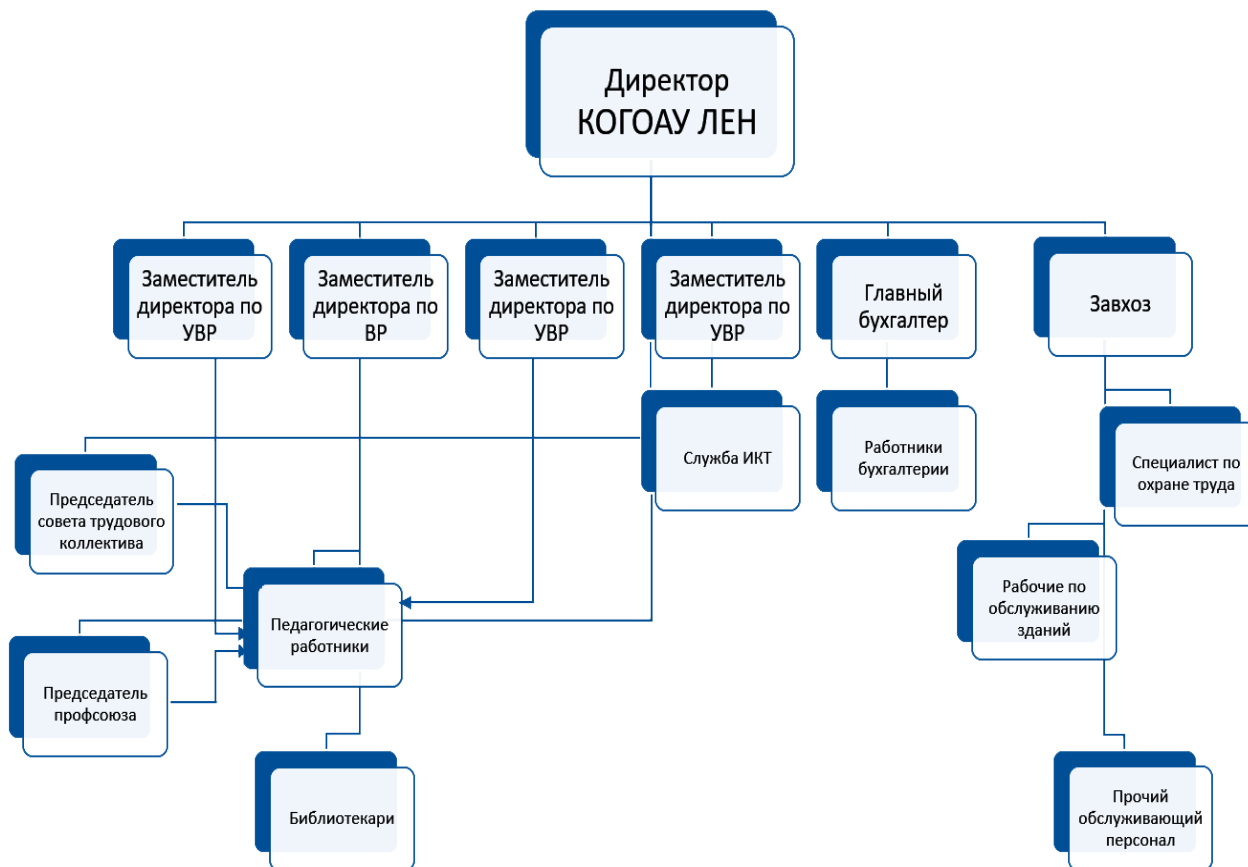 Директор
КОГОАУ ЛЕН
Заместитель
директора по
УВР
Заместитель
директора по
ВР
Заместитель
директора по
УВР
Заместитель
директора по
УВР
Главный
бухгалтер
Завхоз
Служба ИКТ
Работники
бухгалтерии
Специалист по
охране труда
Председатель
совета трудового
коллектива
Педагогические
работники
Рабочие по
обслуживанию
зданий
Председатель
профсоюза
Библиотекари
Прочий
обслуживающий
персонал